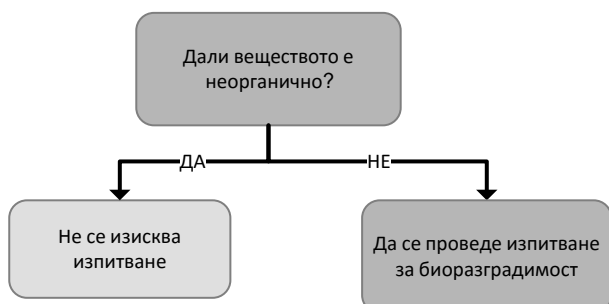 Дали веществото е
неорганично?
ДА
НЕ
Не се изисква
изпитване
Да се проведе изпитване
за биоразградимост